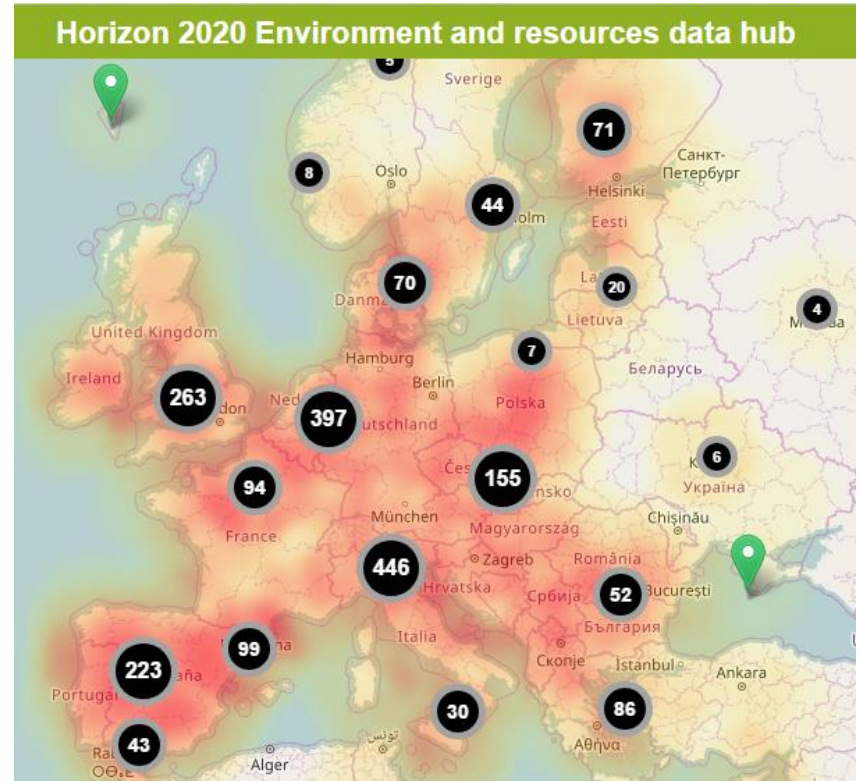 Horizon 2020 Environment and resources data hub
5
Sverige
71
Санкт-
Петербург
8
Oslo
Helsinki
44
Eesti
70
20
4
Lietuva
United Kingdom
7
Hamburg
Беларусь
Ireland
Berlin
263
397
Polska
94
155
6
Україна
München
Chișinău
France
Magyarország
446
Zagreb
România
Hrvatska
Србија
52
București
България
Italia
99
Скопје
İstanbul
223
Ankara
Portugal
30
86
43
Αθήνα
تونس
Alger